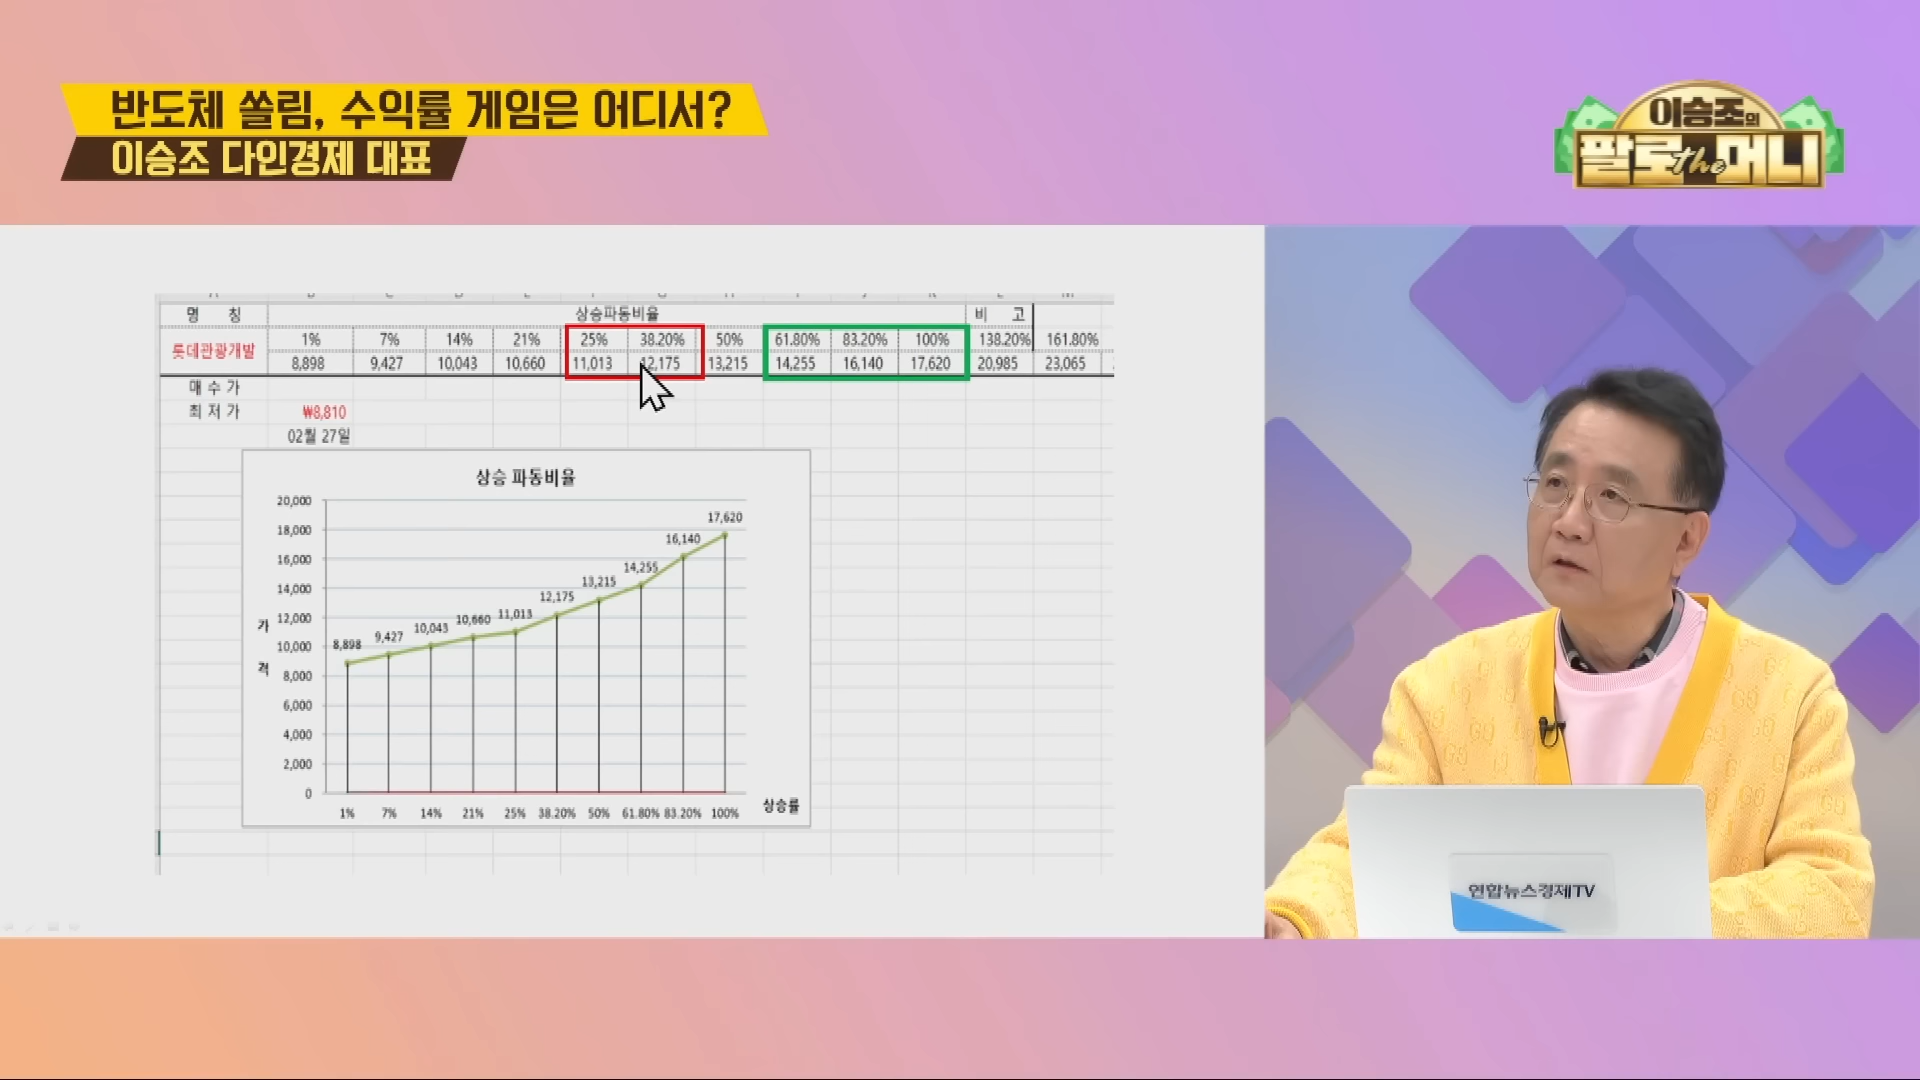 반도체 쏠림, 수익률 게임은 어디서?
이승조 다인경제 대표
이승조의
팔로 the 머니
명 칭 상승파동비율 비 고
롯데관광개발 1% 7% 14% 21% 25% 38.20% 50% 61.80% 83.20% 100% 138.20% 161.80%
8,898 9,427 10,043 10,660 11,013 12,175 13,215 14,255 16,140 17,620 20,985 23,065
매 수 가
최 저 가 ₩8,810
02월 27일
상승 파동비율
20,000
18,000
16,000
14,000
12,000
10,000
8,000
6,000
4,000
2,000
0
가
격
8,898 9,427 10,043 10,660 11,013 12,175 13,215 14,255 16,140 17,620
1% 7% 14% 21% 25% 38.20% 50% 61.80% 83.20% 100%
상승률
연합뉴스경제TV